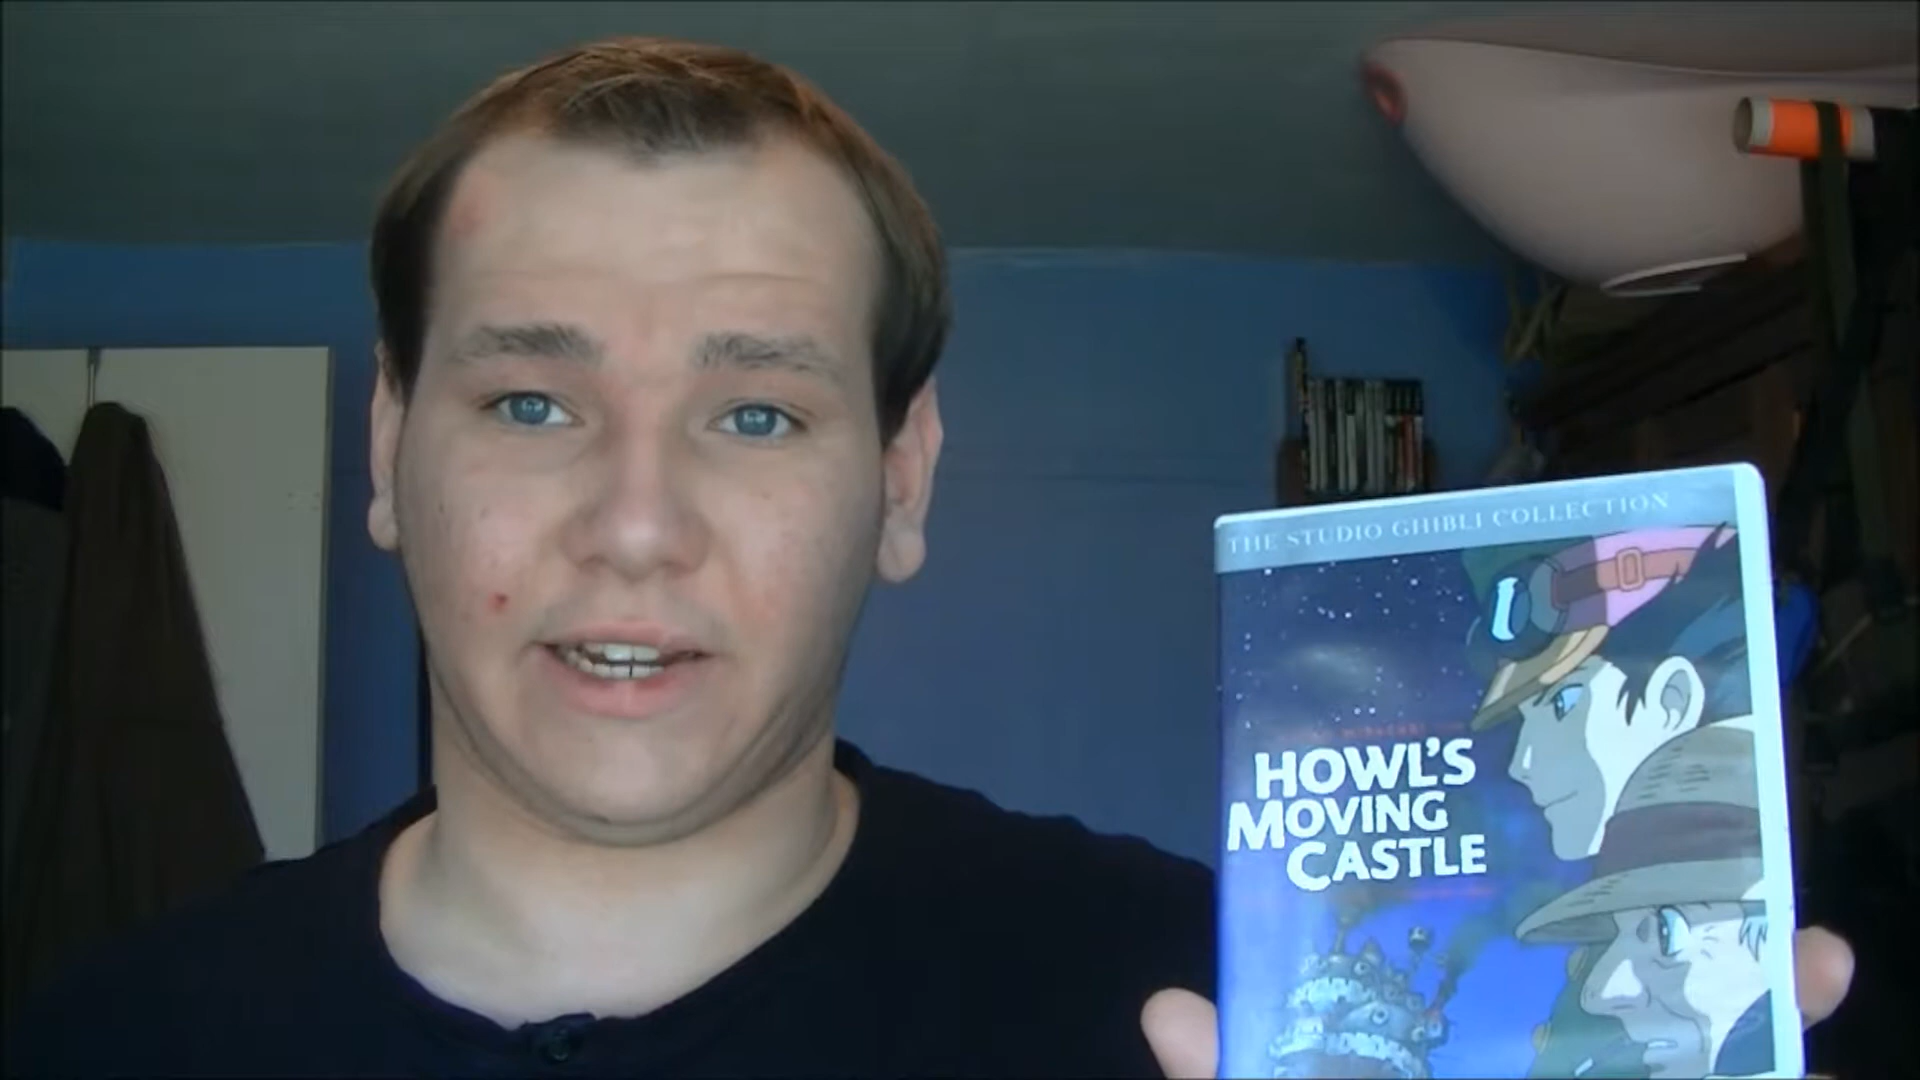 THE STUDIO GHIBLI COLLECTION
HOWL'S
MOVING
CASTLE